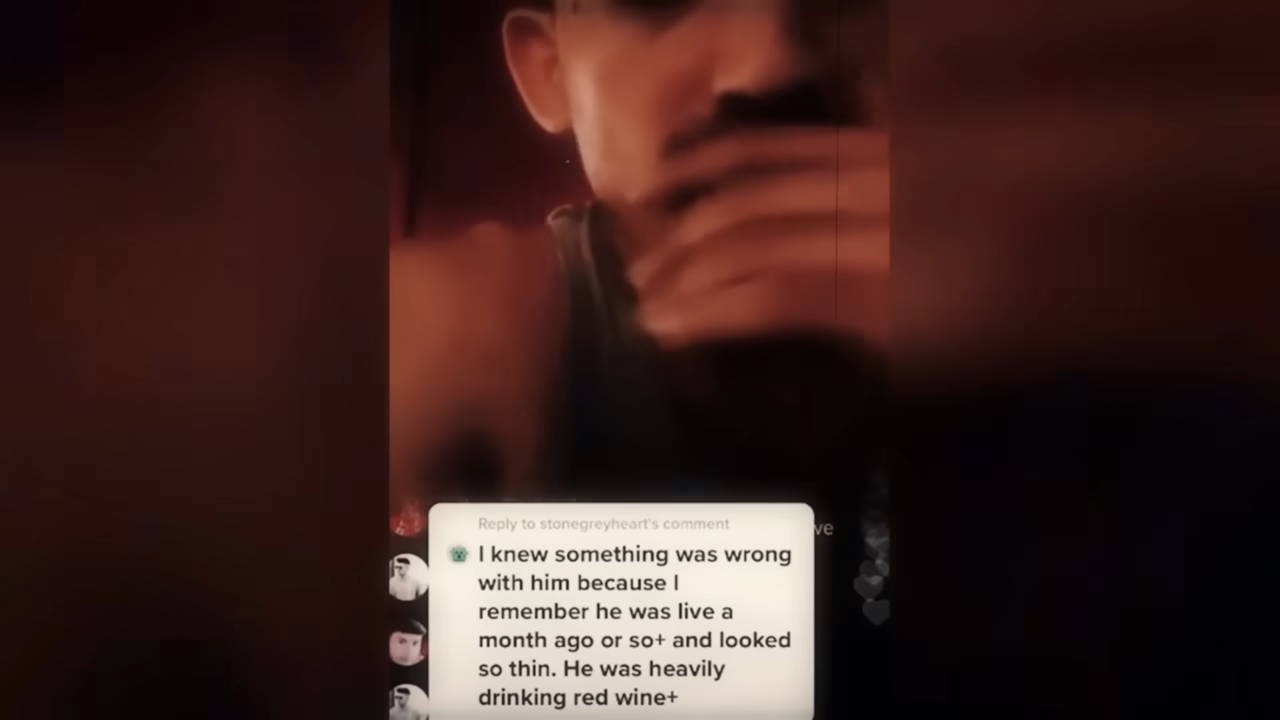 Reply to stonegreyheart's comment
I knew something was wrong
with him because I
remember he was live a
month ago or so+ and looked
so thin. He was heavily
drinking red wine+
ve